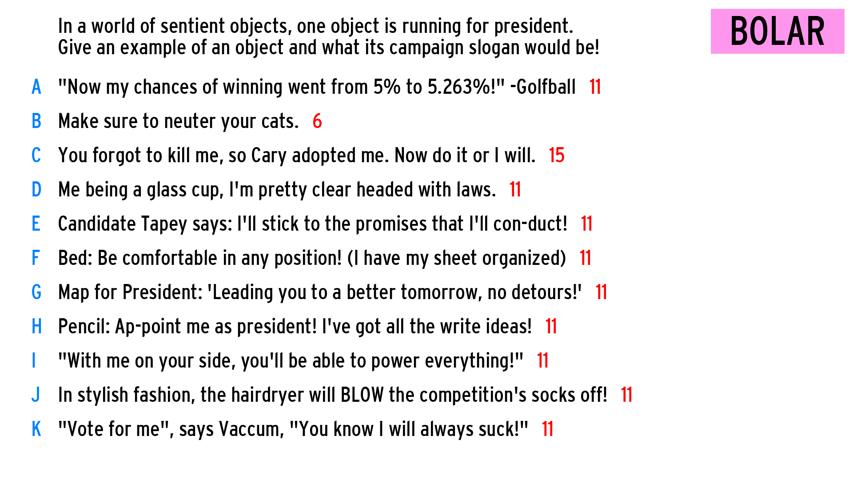 In a world of sentient objects, one object is running for president.
Give an example of an object and what its campaign slogan would be!
BOLAR
A "Now my chances of winning went from 5% to 5.263%!" -Golfball 11
B Make sure to neuter your cats. 6
C You forgot to kill me, so Cary adopted me. Now do it or I will. 15
D Me being a glass cup, I'm pretty clear headed with laws. 11
E Candidate Tapey says: I'll stick to the promises that I'll con-duct! 11
F Bed: Be comfortable in any position! (I have my sheet organized) 11
G Map for President: 'Leading you to a better tomorrow, no detours!' 11
H Pencil: Ap-point me as president! I've got all the write ideas! 11
I "With me on your side, you'll be able to power everything!" 11
J In stylish fashion, the hairdryer will BLOW the competition's socks off! 11
K "Vote for me", says Vaccum, "You know I will always suck!" 11